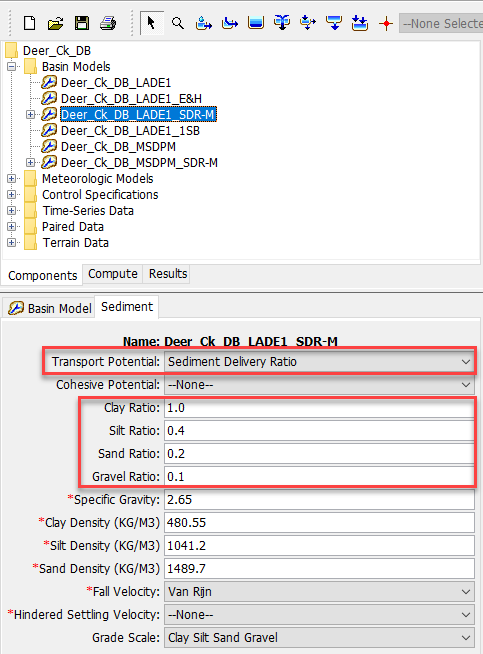 --None Selecte
Deer_Ck_DB
Basin Models
Deer_Ck_DB_LADE1
Deer_Ck_DB_LADE1_E&H
Deer_Ck_DB_LADE1_SDR-M
Deer_Ck_DB_LADE1_1SB
Deer_Ck_DB_MSDPM
Deer_Ck_DB_MSDPM_SDR-M
Meteorologic Models
Control Specifications
Time-Series Data
Paired Data
Terrain Data
Components Compute Results
Basin Model Sediment
Name: Deer_Ck_DB_LADE1_SDR-M
Transport Potential: Sediment Delivery Ratio
Cohesive Potential: --None--
Clay Ratio: 1.0
Silt Ratio: 0.4
Sand Ratio: 0.2
Gravel Ratio: 0.1
*Specific Gravity: 2.65
*Clay Density (KG/M3) 480.55
*Silt Density (KG/M3) 1041.2
*Sand Density (KG/M3) 1489.7
*Fall Velocity: Van Rijn
*Hindered Settling Velocity: --None--
Grade Scale: Clay Silt Sand Gravel